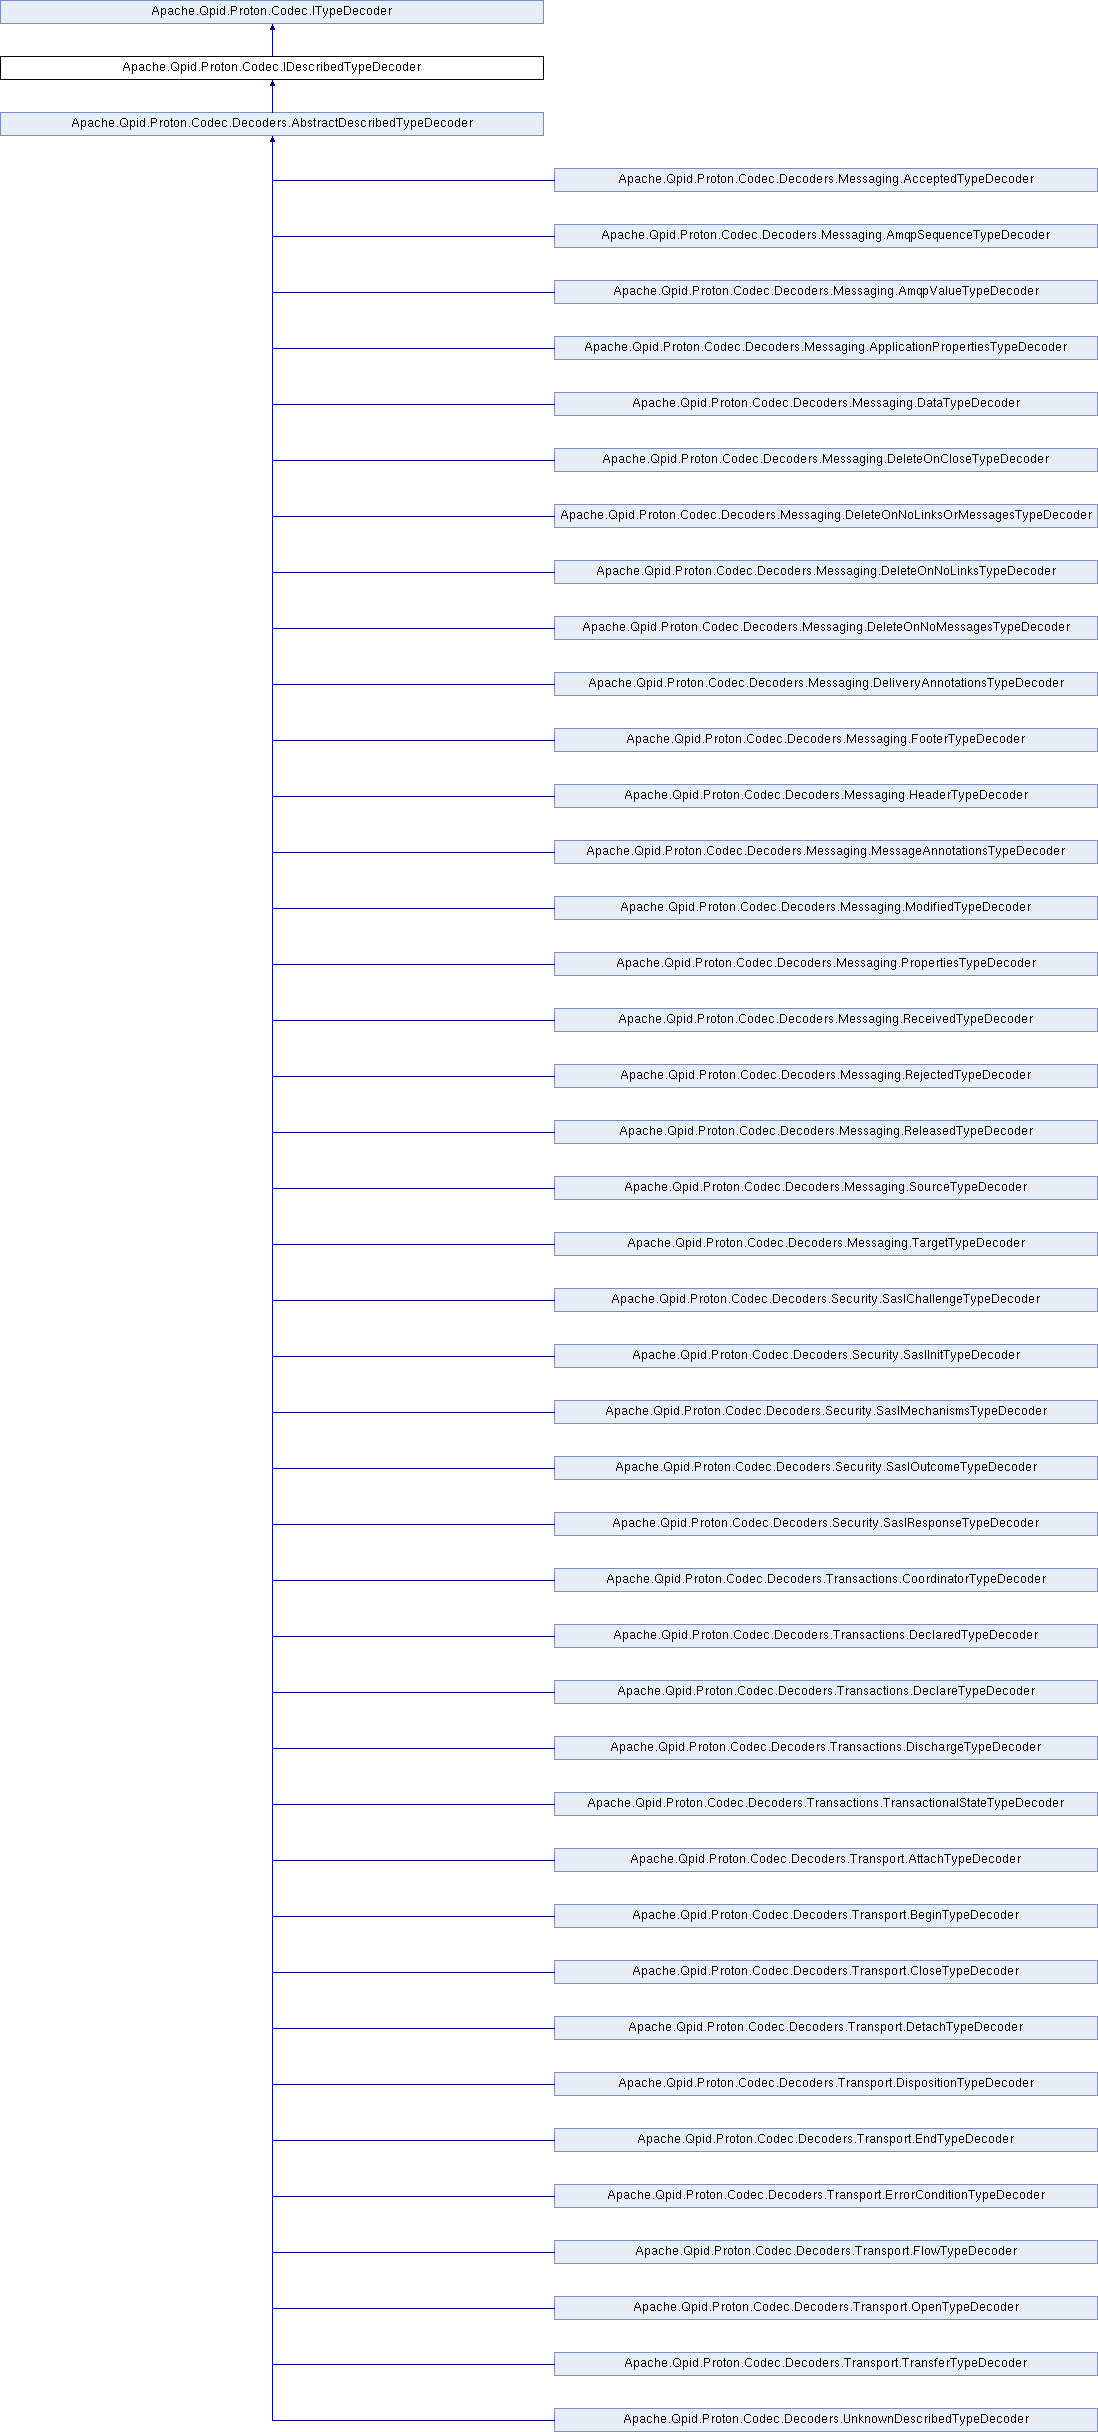 Apache.Qpid.Proton.Codec.ITypeDecoder
Apache.Qpid.Proton.Codec.IDescribedTypeDecoder
Apache.Qpid.Proton.Codec.Decoders.AbstractDescribedTypeDecoder
Apache.Qpid.Proton.Codec.Decoders.Messaging.AcceptedTypeDecoder
Apache.Qpid.Proton.Codec.Decoders.Messaging.AmqpSequenceTypeDecoder
Apache.Qpid.Proton.Codec.Decoders.Messaging.AmqpValueTypeDecoder
Apache.Qpid.Proton.Codec.Decoders.Messaging.ApplicationPropertiesTypeDecoder
Apache.Qpid.Proton.Codec.Decoders.Messaging.DataTypeDecoder
Apache.Qpid.Proton.Codec.Decoders.Messaging.DeleteOnCloseTypeDecoder
Apache.Qpid.Proton.Codec.Decoders.Messaging.DeleteOnNoLinksOrMessagesTypeDecoder
Apache.Qpid.Proton.Codec.Decoders.Messaging.DeleteOnNoLinksTypeDecoder
Apache.Qpid.Proton.Codec.Decoders.Messaging.DeleteOnNoMessagesTypeDecoder
Apache.Qpid.Proton.Codec.Decoders.Messaging.DeliveryAnnotationsTypeDecoder
Apache.Qpid.Proton.Codec.Decoders.Messaging.FooterTypeDecoder
Apache.Qpid.Proton.Codec.Decoders.Messaging.HeaderTypeDecoder
Apache.Qpid.Proton.Codec.Decoders.Messaging.MessageAnnotationsTypeDecoder
Apache.Qpid.Proton.Codec.Decoders.Messaging.ModifiedTypeDecoder
Apache.Qpid.Proton.Codec.Decoders.Messaging.PropertiesTypeDecoder
Apache.Qpid.Proton.Codec.Decoders.Messaging.ReceivedTypeDecoder
Apache.Qpid.Proton.Codec.Decoders.Messaging.RejectedTypeDecoder
Apache.Qpid.Proton.Codec.Decoders.Messaging.ReleasedTypeDecoder
Apache.Qpid.Proton.Codec.Decoders.Messaging.SourceTypeDecoder
Apache.Qpid.Proton.Codec.Decoders.Messaging.TargetTypeDecoder
Apache.Qpid.Proton.Codec.Decoders.Security.SaslChallengeTypeDecoder
Apache.Qpid.Proton.Codec.Decoders.Security.SaslInitTypeDecoder
Apache.Qpid.Proton.Codec.Decoders.Security.SaslMechanismsTypeDecoder
Apache.Qpid.Proton.Codec.Decoders.Security.SaslOutcomeTypeDecoder
Apache.Qpid.Proton.Codec.Decoders.Security.SaslResponseTypeDecoder
Apache.Qpid.Proton.Codec.Decoders.Transactions.CoordinatorTypeDecoder
Apache.Qpid.Proton.Codec.Decoders.Transactions.DeclaredTypeDecoder
Apache.Qpid.Proton.Codec.Decoders.Transactions.DeclareTypeDecoder
Apache.Qpid.Proton.Codec.Decoders.Transactions.DischargeTypeDecoder
Apache.Qpid.Proton.Codec.Decoders.Transactions.TransactionalStateTypeDecoder
Apache.Qpid.Proton.Codec.Decoders.Transport.AttachTypeDecoder
Apache.Qpid.Proton.Codec.Decoders.Transport.BeginTypeDecoder
Apache.Qpid.Proton.Codec.Decoders.Transport.CloseTypeDecoder
Apache.Qpid.Proton.Codec.Decoders.Transport.DetachTypeDecoder
Apache.Qpid.Proton.Codec.Decoders.Transport.DispositionTypeDecoder
Apache.Qpid.Proton.Codec.Decoders.Transport.EndTypeDecoder
Apache.Qpid.Proton.Codec.Decoders.Transport.ErrorConditionTypeDecoder
Apache.Qpid.Proton.Codec.Decoders.Transport.FlowTypeDecoder
Apache.Qpid.Proton.Codec.Decoders.Transport.OpenTypeDecoder
Apache.Qpid.Proton.Codec.Decoders.Transport.TransferTypeDecoder
Apache.Qpid.Proton.Codec.Decoders.UnknownDescribedTypeDecoder